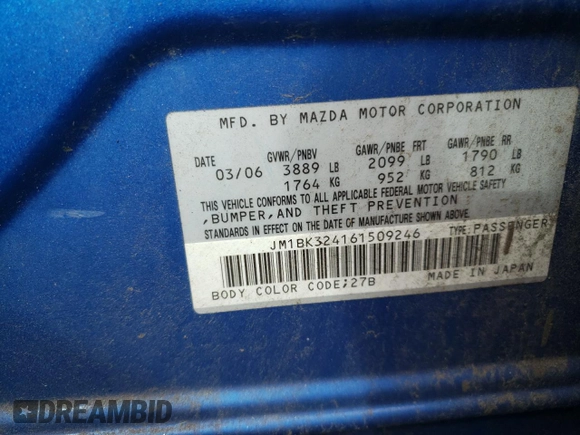 MFD. BY MAZDA MOTOR CORPORATION
DATE GVWR/PNBV GAWR/PNBE FRT GAWR/PNBE RR
03/06 3889 LB 2099 LB 1790 LB
1764 KG 952 KG 812 KG
THIS VEHICLE CONFORMS TO ALL APPLICABLE FEDERAL MOTOR VEHICLE SAFETY
,BUMPER,AND THEFT PREVENTION
STANDARDS IN EFFECT ON THE DATE OF MANUFACTURE SHOWN ABOVE.
JM1BK324161509246 TYPE:PASSENGER
MADE IN JAPAN
BODY COLOR CODE;27B
DREAMBID